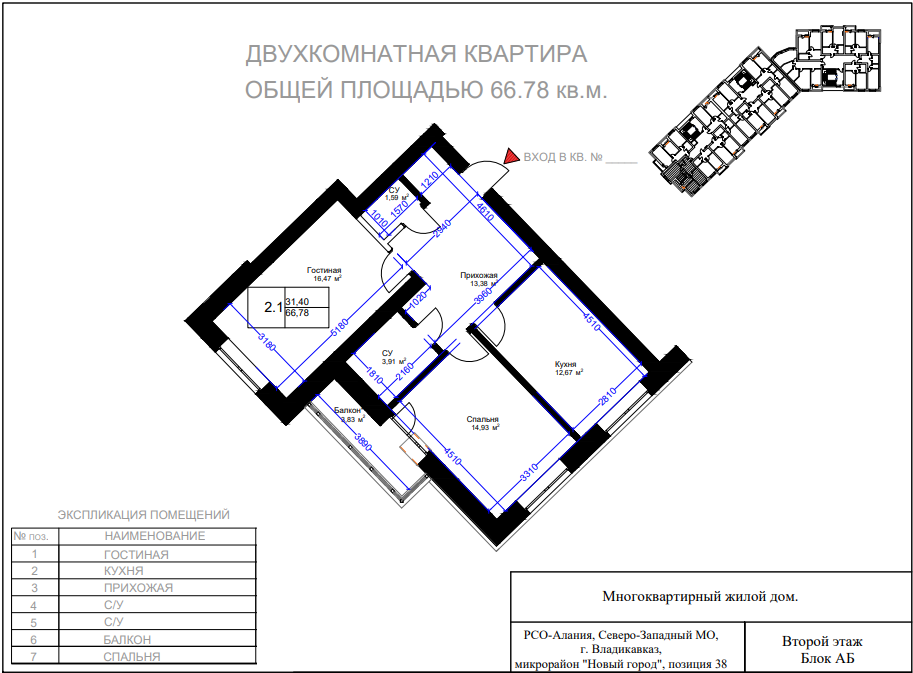 ДВУХКОМНАТНАЯ КВАРТИРА
ОБЩЕЙ ПЛОЩАДЬЮ 66.78 кв.м.
ВХОД В КВ. № _____
СУ
1,59 м²
1210
1010
1570
4610
2940
Гостиная
16,47 м²
Прихожая
13,38 м²
2.1
31,40
66,78
1020
3960
5180
3180
4510
СУ
3,91 м²
1810
2160
Кухня
12,67 м²
2810
Балкон
3,83 м²
3890
Спальня
14,93 м²
4510
3310
ЭКСПЛИКАЦИЯ ПОМЕЩЕНИЙ
№ поз. НАИМЕНОВАНИЕ
1 ГОСТИНАЯ
2 КУХНЯ
3 ПРИХОЖАЯ
4 С/У
5 С/У
6 БАЛКОН
7 СПАЛЬНЯ
Многоквартирный жилой дом.
РСО-Алания, Северо-Западный МО,
г. Владикавказ,
микрорайон "Новый город", позиция 38
Второй этаж
Блок АБ